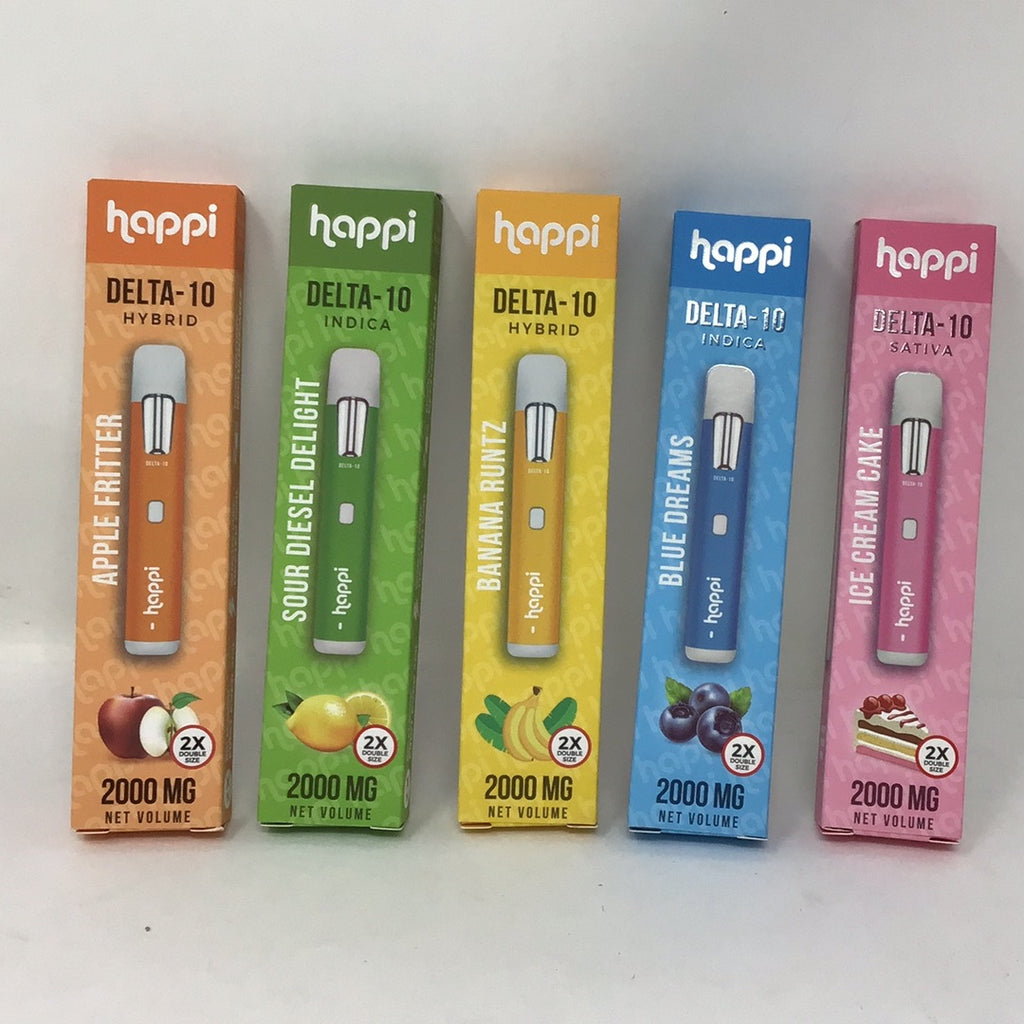 happi
DELTA-10
HYBRID
APPLE FRITTER
DELTA-10
happi
2X
DOUBLE
SIZE
2000 MG
NET VOLUME
happi
DELTA-10
INDICA
SOUR DIESEL DELIGHT
DELTA-10
happi
2X
DOUBLE
SIZE
2000 MG
NET VOLUME
happi
DELTA-10
HYBRID
BANANA RUNTZ
DELTA-10
happi
2X
DOUBLE
SIZE
2000 MG
NET VOLUME
happi
DELTA-10
INDICA
BLUE DREAMS
DELTA-10
happi
2X
DOUBLE
SIZE
2000 MG
NET VOLUME
happi
DELTA-10
SATIVA
ICE CREAM CAKE
DELTA-10
happi
2X
DOUBLE
SIZE
2000 MG
NET VOLUME